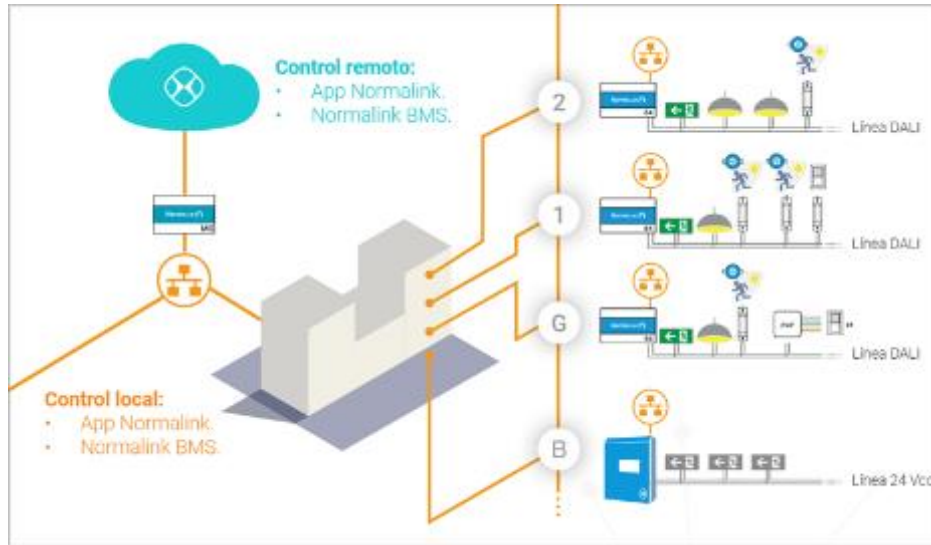 Control remoto:
• App Normalink.
• Normalink BMS.
2
Línea DALI
1
Línea DALI
G
Línea DALI
Control local:
• App Normalink.
• Normalink BMS.
B
Línea 24 Vcc